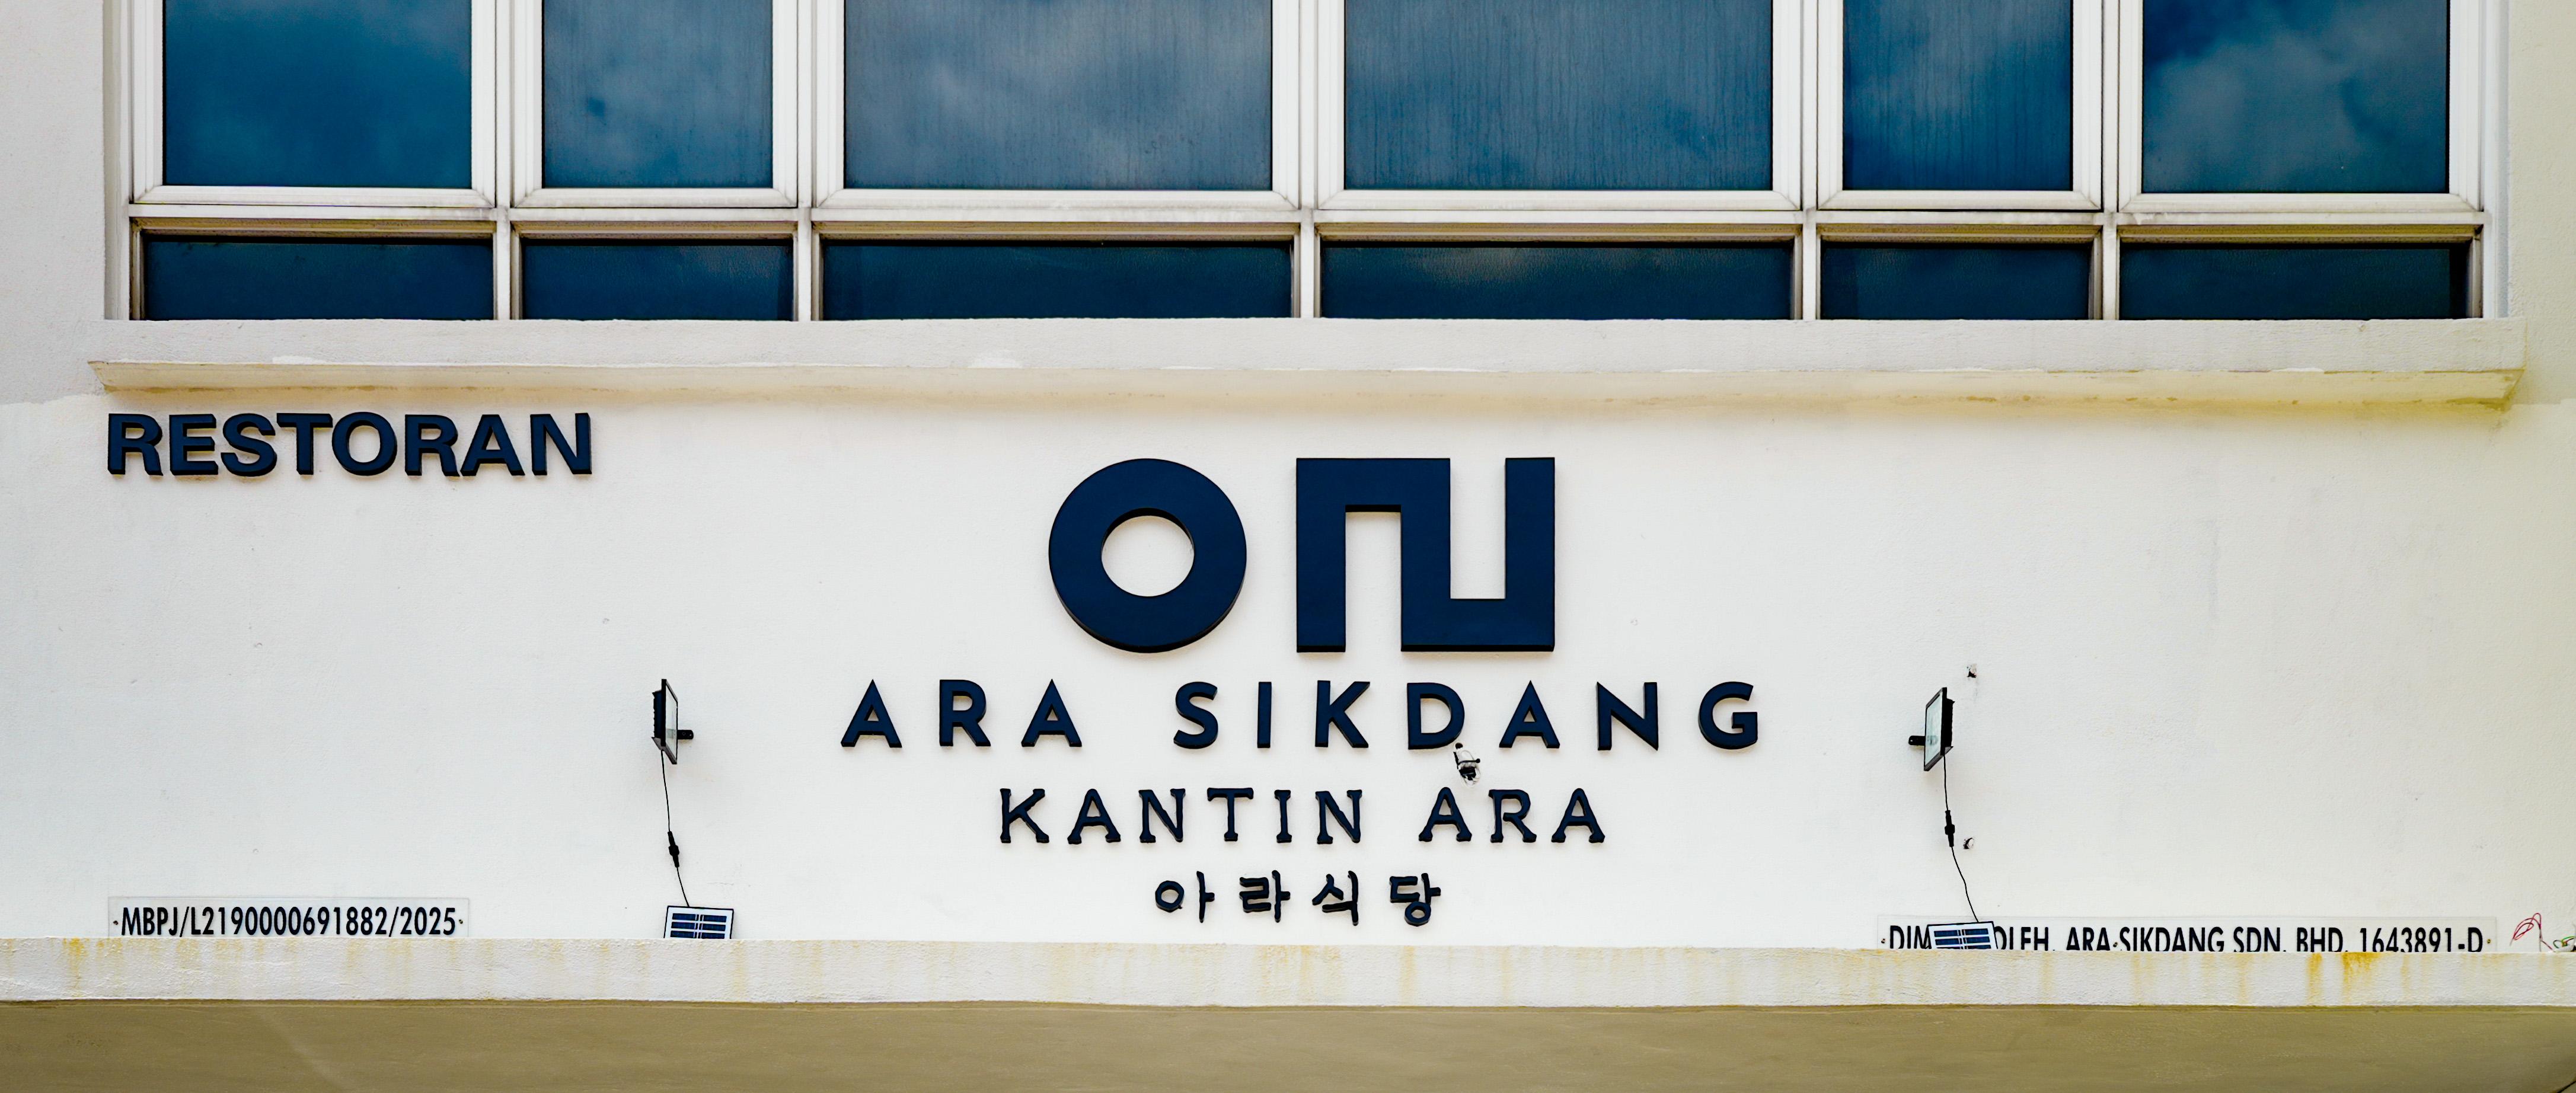 RESTORAN
ARA SIKDANG
KANTIN ARA
아라식당
MBPJ/L2190000691882/2025
ARA SIKDANG SDN. BHD. 1643891-D